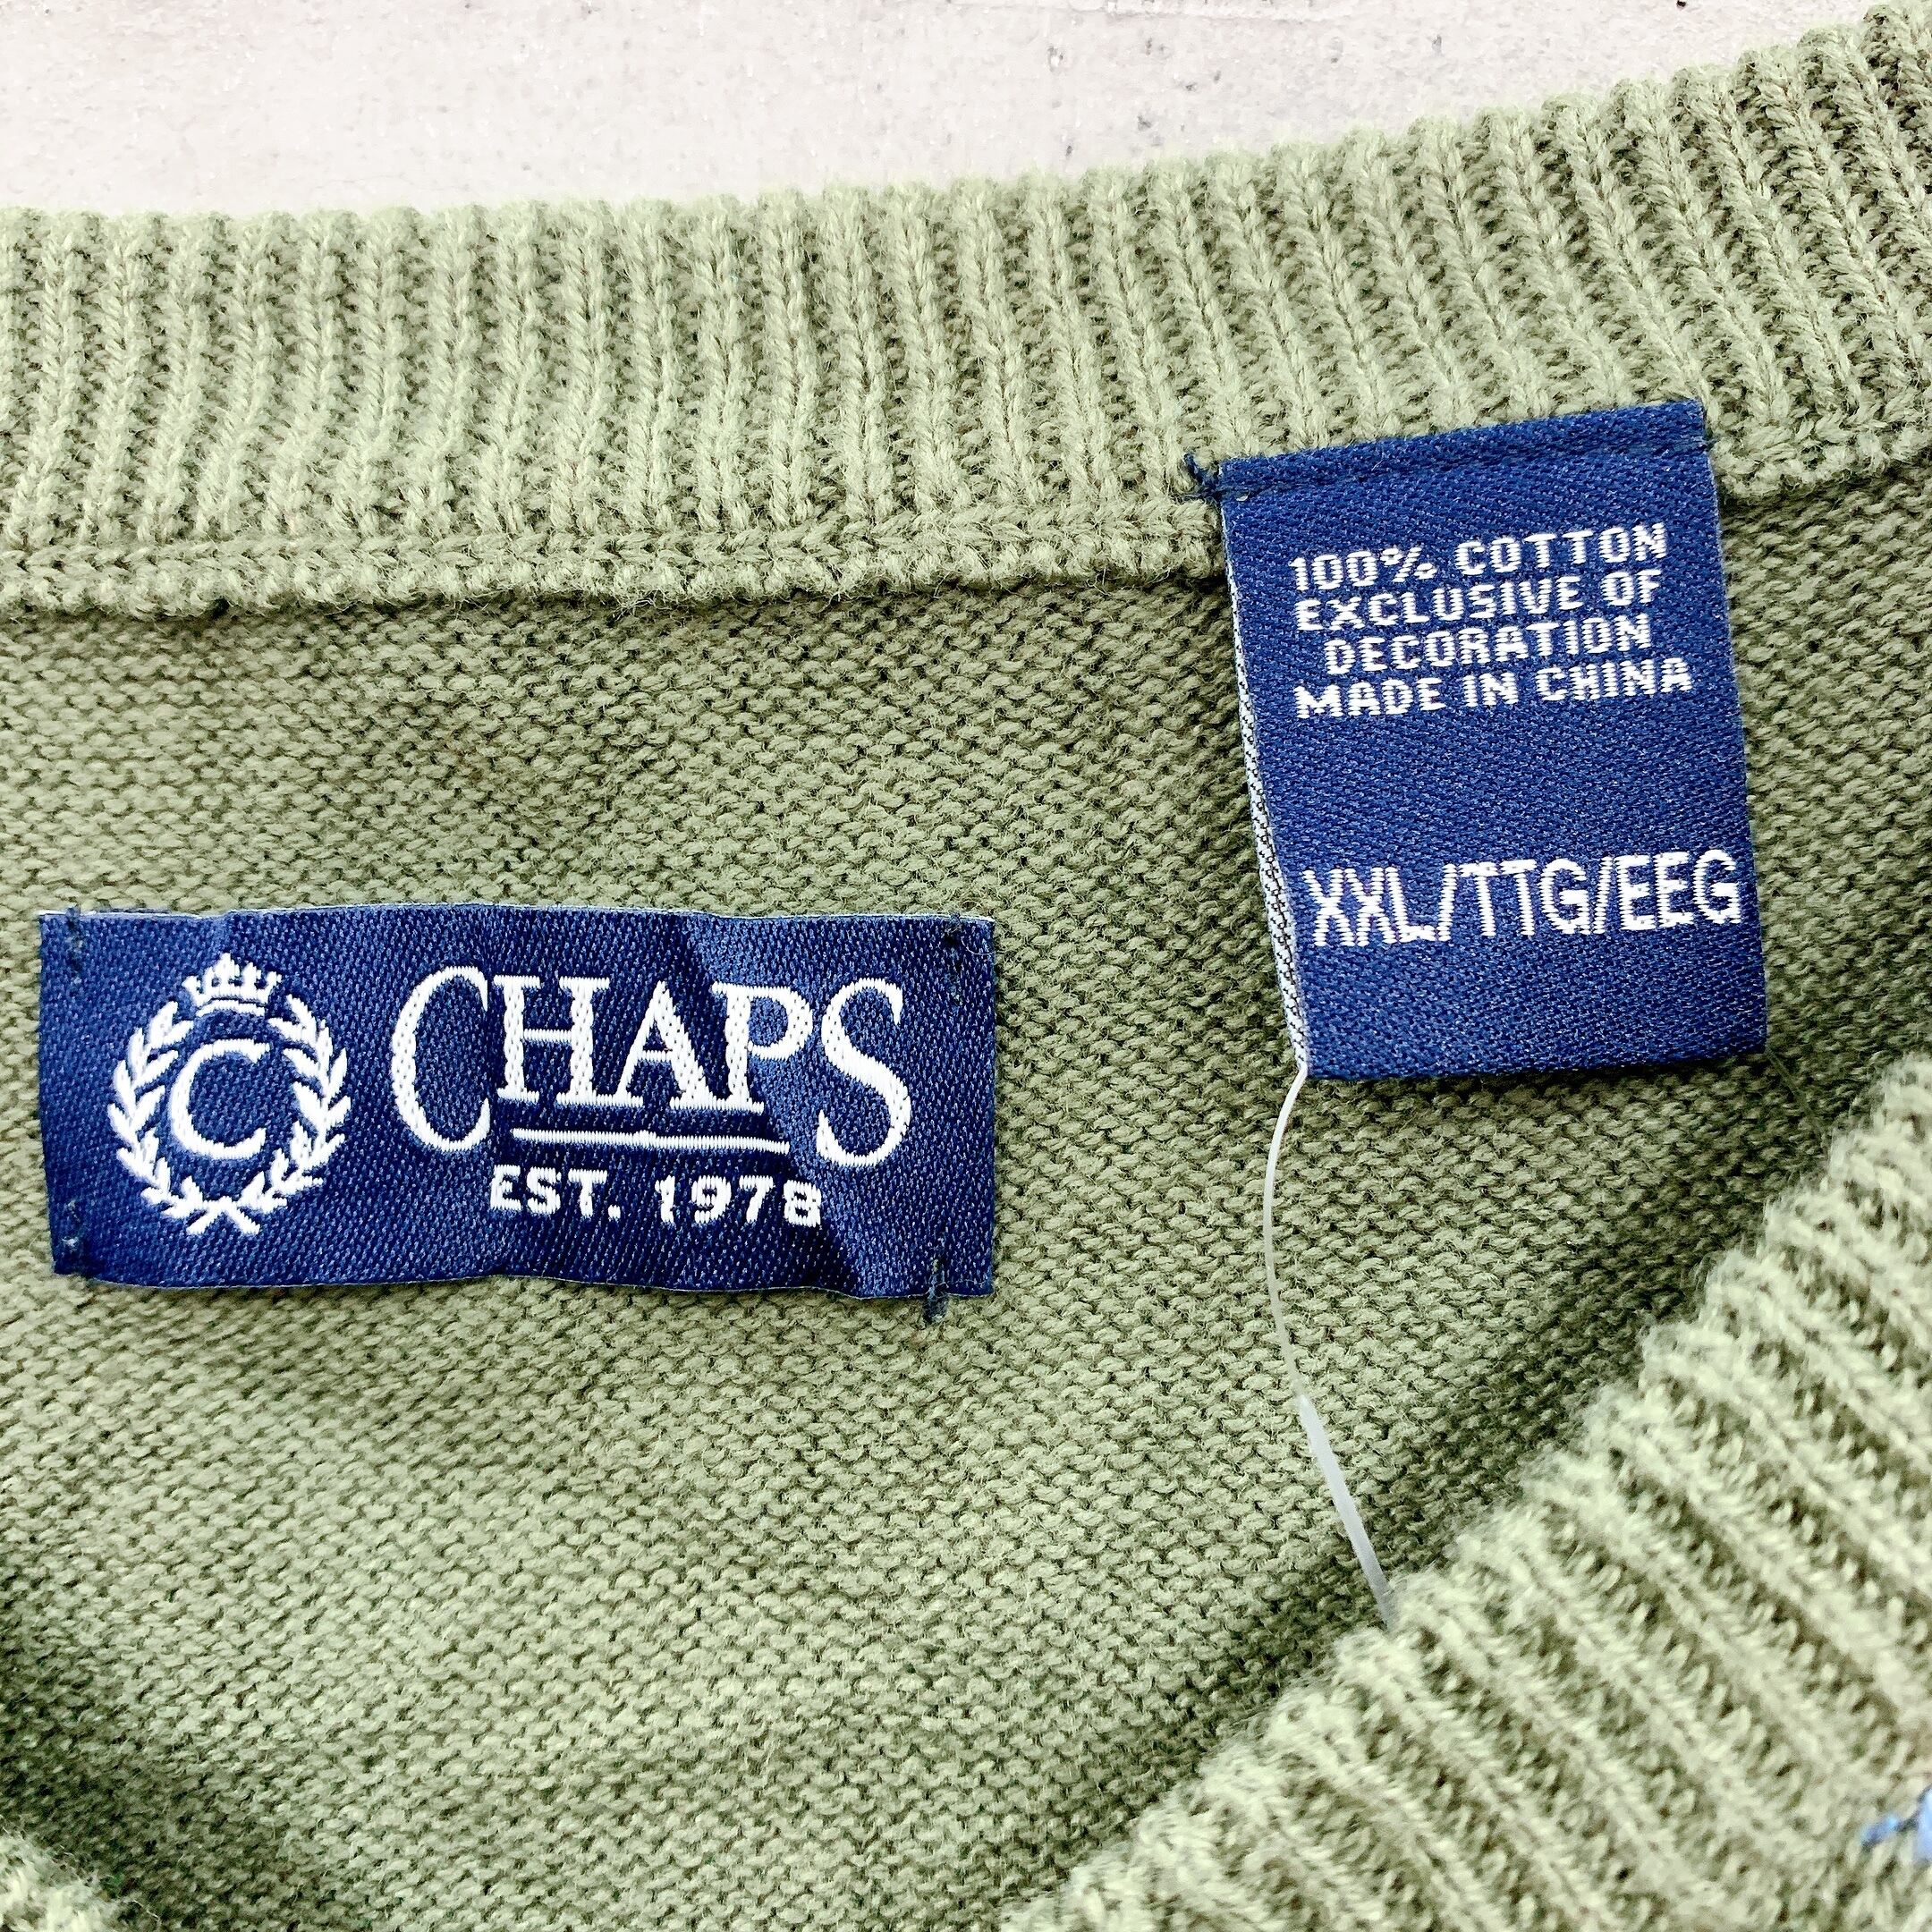 C
CHAPS
EST. 1978
100% COTTON
EXCLUSIVE OF
DECORATION
MADE IN CHINA
XXL/TTG/EEG